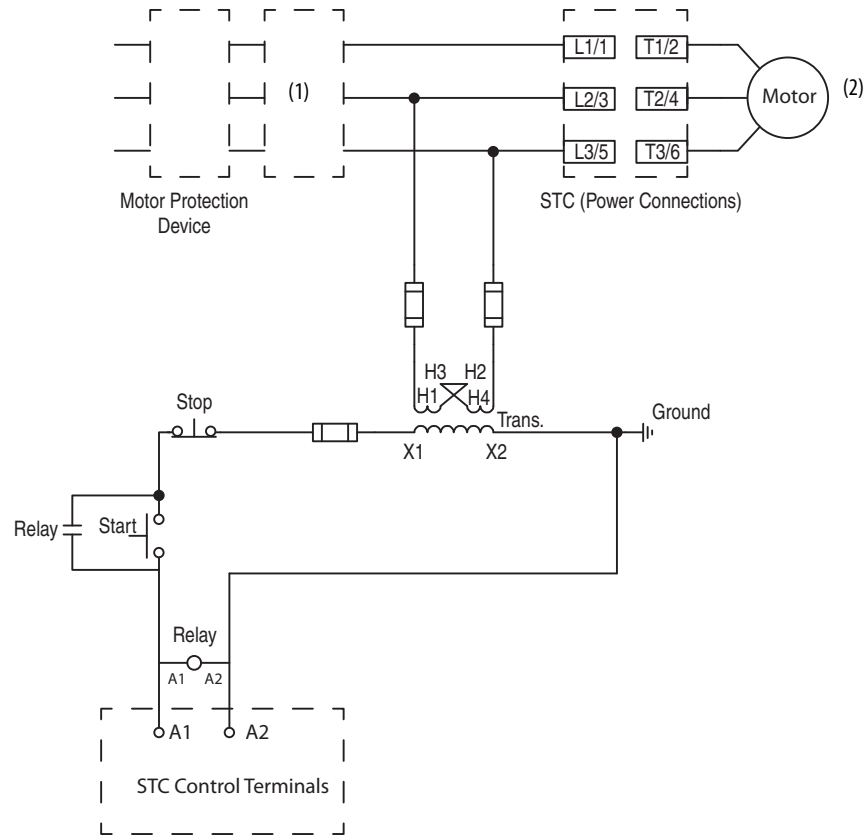 L1/1 T1/2
(1)
L2/3 T2/4
Motor
(2)
L3/5 T3/6
Motor Protection
Device
STC (Power Connections)
H3 H2
H1 H4
Stop
Trans.
Ground
X1 X2
Relay
Start
Relay
A1 A2
A1 A2
STC Control Terminals